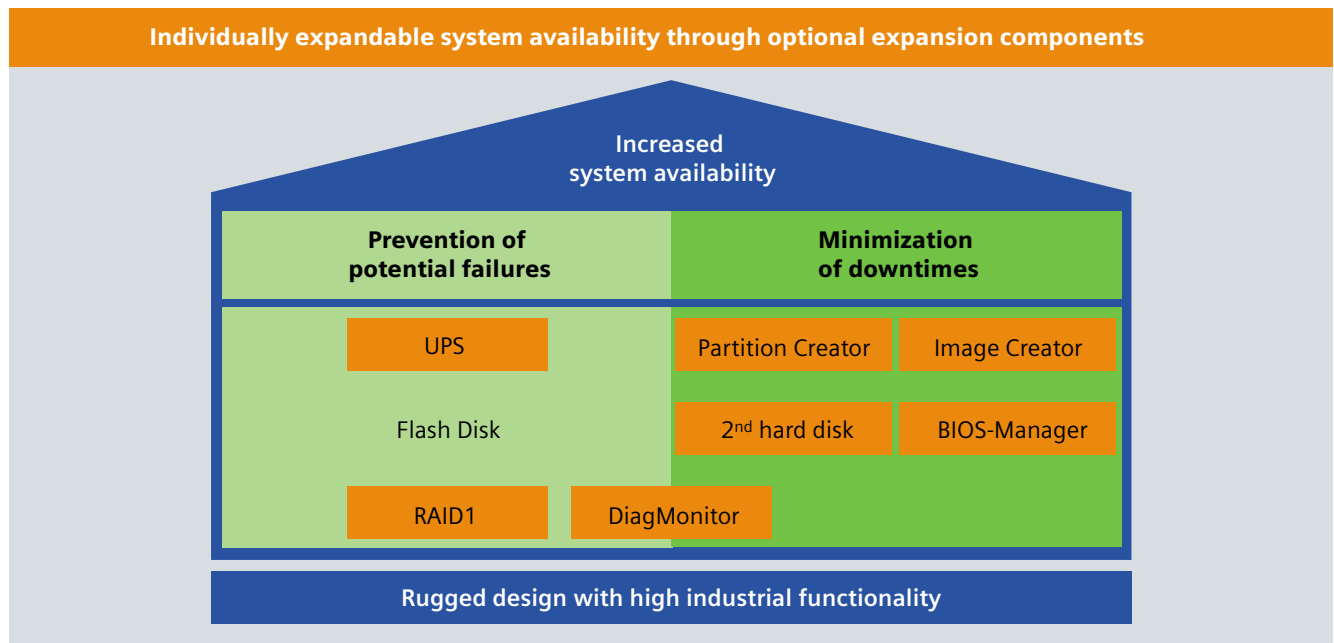 Individually expandable system availability through optional expansion components
Increased
system availability
Prevention of
potential failures
Minimization
of downtimes
UPS
Partition Creator
Image Creator
Flash Disk
2nd hard disk
BIOS-Manager
RAID1
DiagMonitor
Rugged design with high industrial functionality